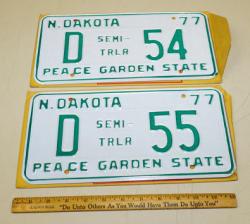 N. DAKOTA 77
D SEMI-TRLR 54
PEACE GARDEN STATE
N. DAKOTA 77
D SEMI-TRLR 55
PEACE GARDEN STATE
"Do Unto Others As You Would Have Them Do Unto You"